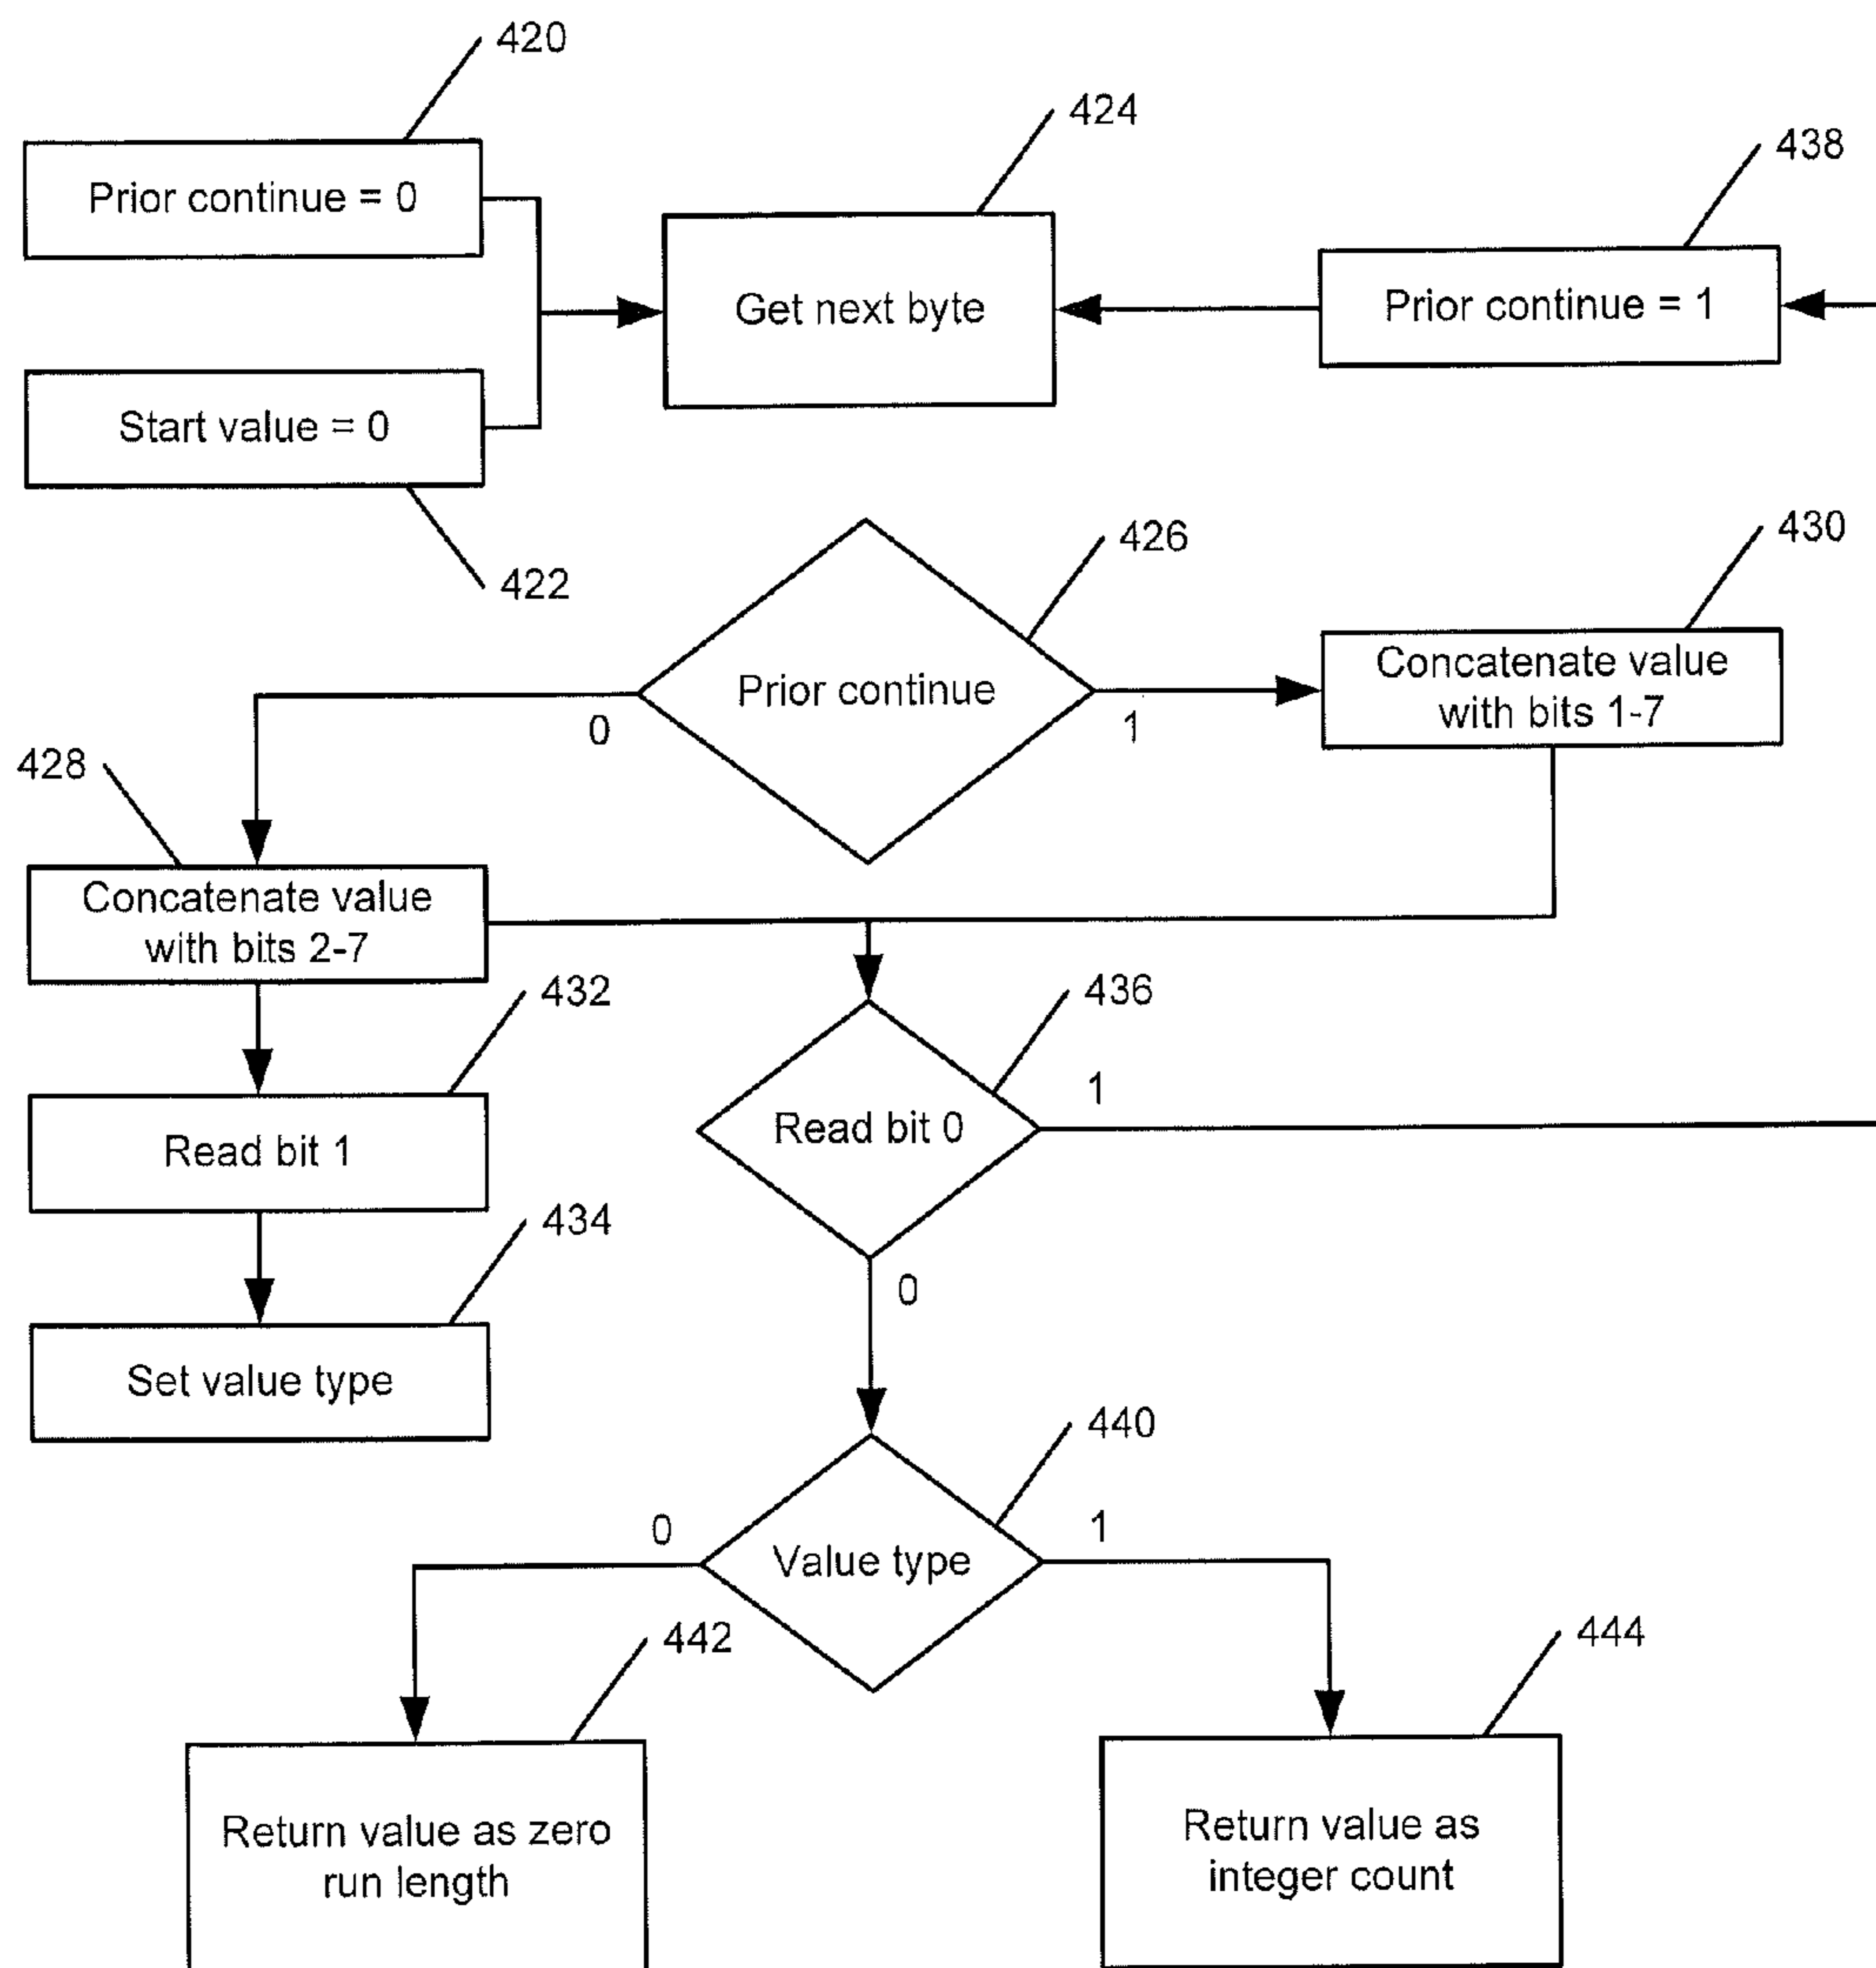 420
424
438
Prior continue = 0
Get next byte
Prior continue = 1
Start value = 0
422
426
430
Prior continue
0
1
Concatenate value
with bits 1-7
428
Concatenate value
with bits 2-7
432
436
Read bit 1
Read bit 0
1
434
0
Set value type
440
Value type
0
1
442
444
Return value as zero
run length
Return value as
integer count